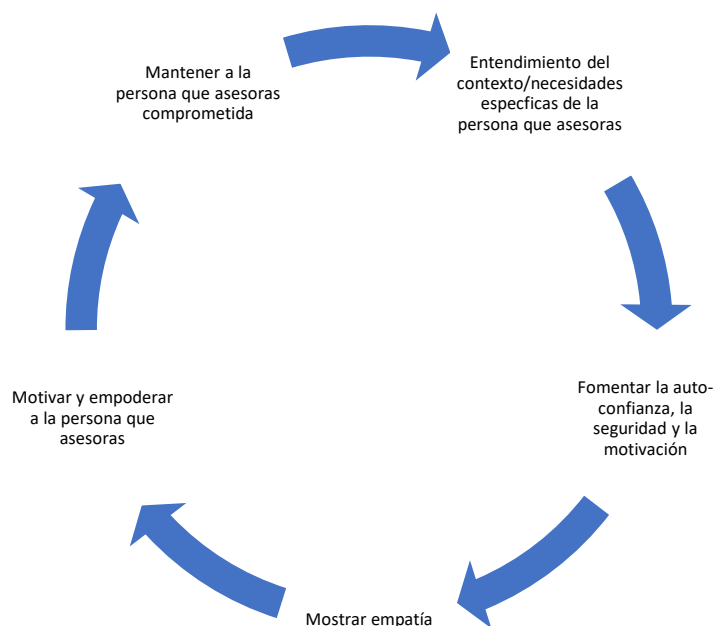 Mantener a la
persona que asesoras
comprometida
Entendimiento del
contexto/necesidades
especficas de la
persona que asesoras
Fomentar la auto-
confianza, la
seguridad y la
motivación
Mostrar empatía
Motivar y empoderar
a la persona que
asesoras